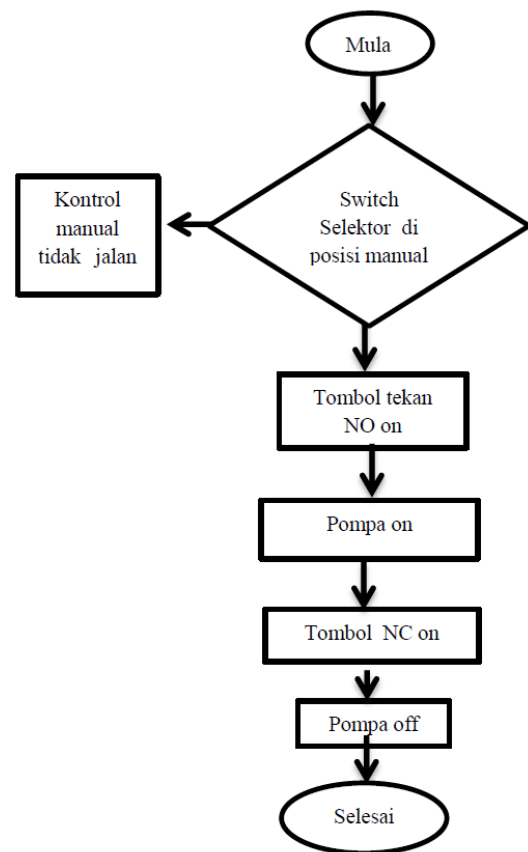 Mula
Switch
Selektor di
posisi manual
Kontrol
manual
tidak jalan
Tombol tekan
NO on
Pompa on
Tombol NC on
Pompa off
Selesai